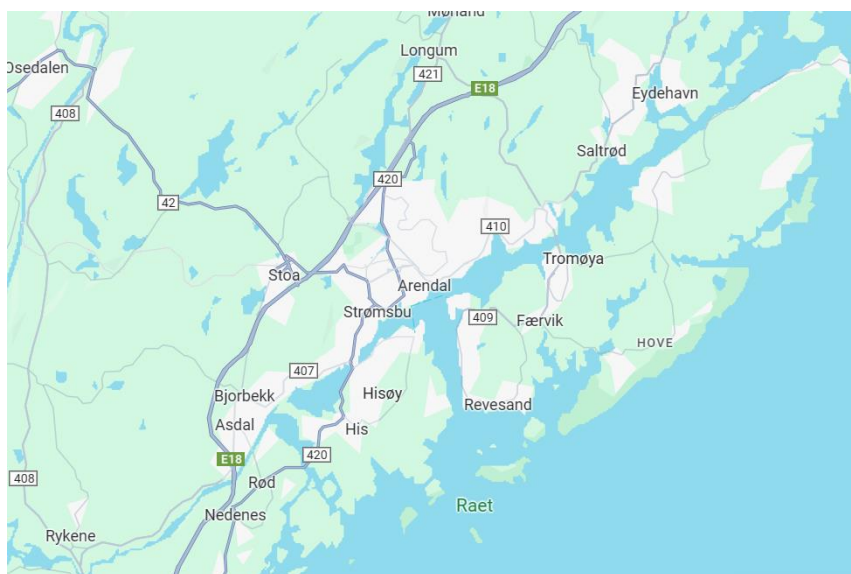 Mørland
Longum
421
E18
Osedalen
408
Eydehavn
Saltrød
420
42
410
Tromøya
Stoa
Arendal
Strømsbu
409
Færvik
HOVE
407
Bjorbekk
Hisøy
Revesand
Asdal
His
420
E18
408
Rød
Raet
Nedenes
Rykene